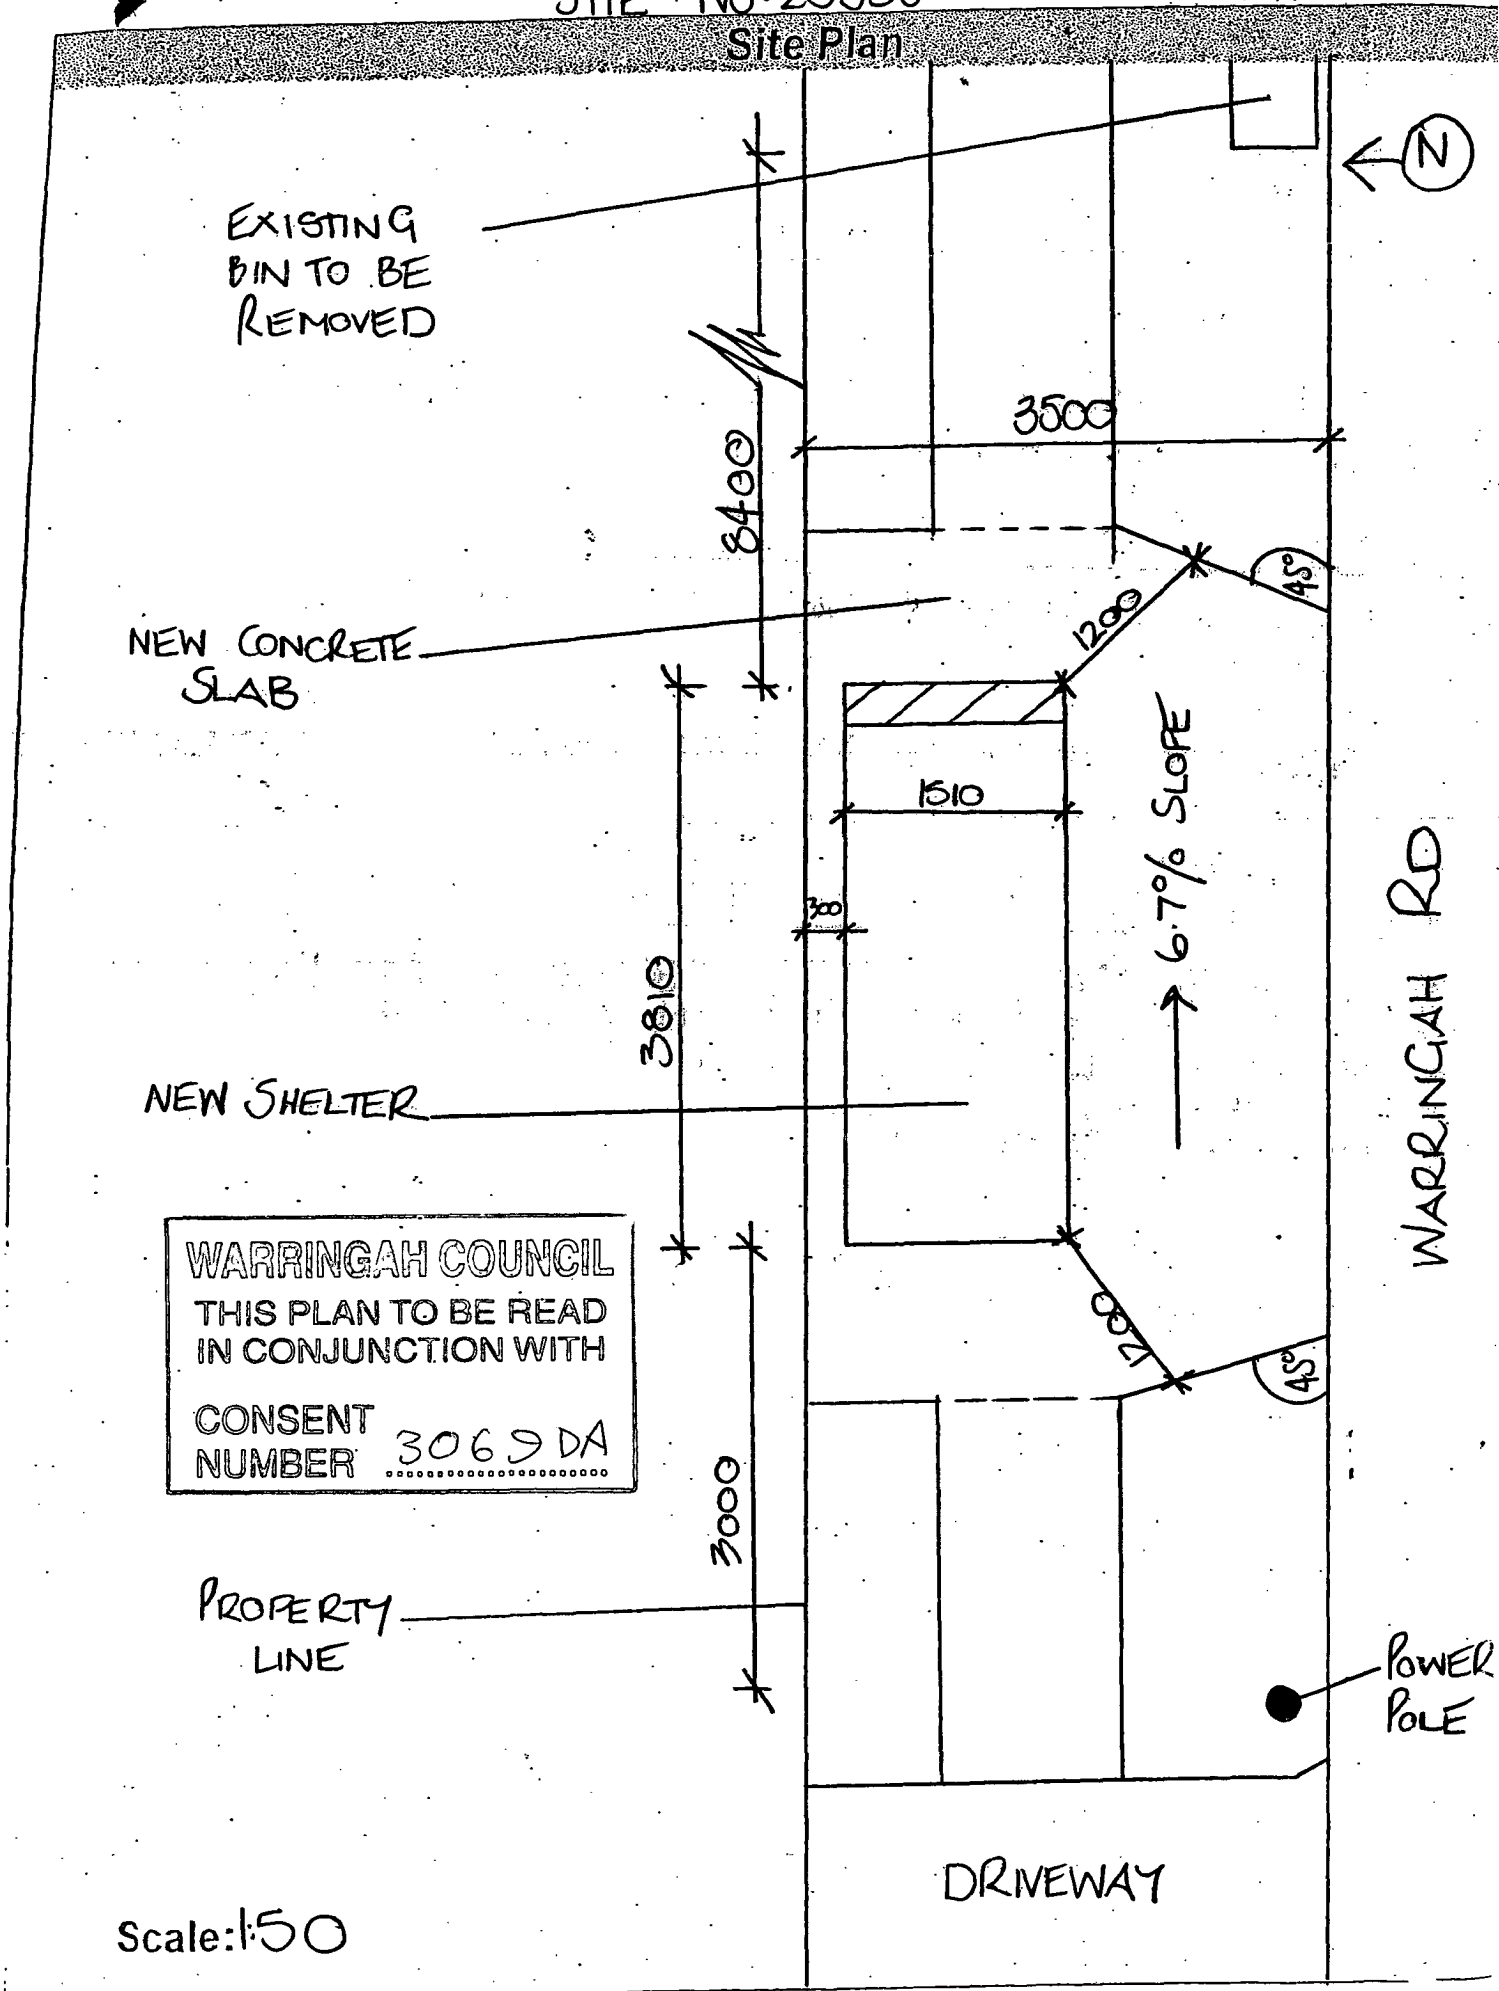 Site Plan
N
EXISTING
BIN TO BE
REMOVED
3500
8400
45°
1200
NEW CONCRETE
SLAB
1510
6.7% SLOPE
300
3810
WARRINGAH RD
NEW SHELTER
WARRINGAH COUNCIL
THIS PLAN TO BE READ
IN CONJUNCTION WITH
CONSENT
NUMBER 3069 DA
1200
45°
3000
PROPERTY
LINE
POWER
POLE
DRIVEWAY
Scale: 1:50